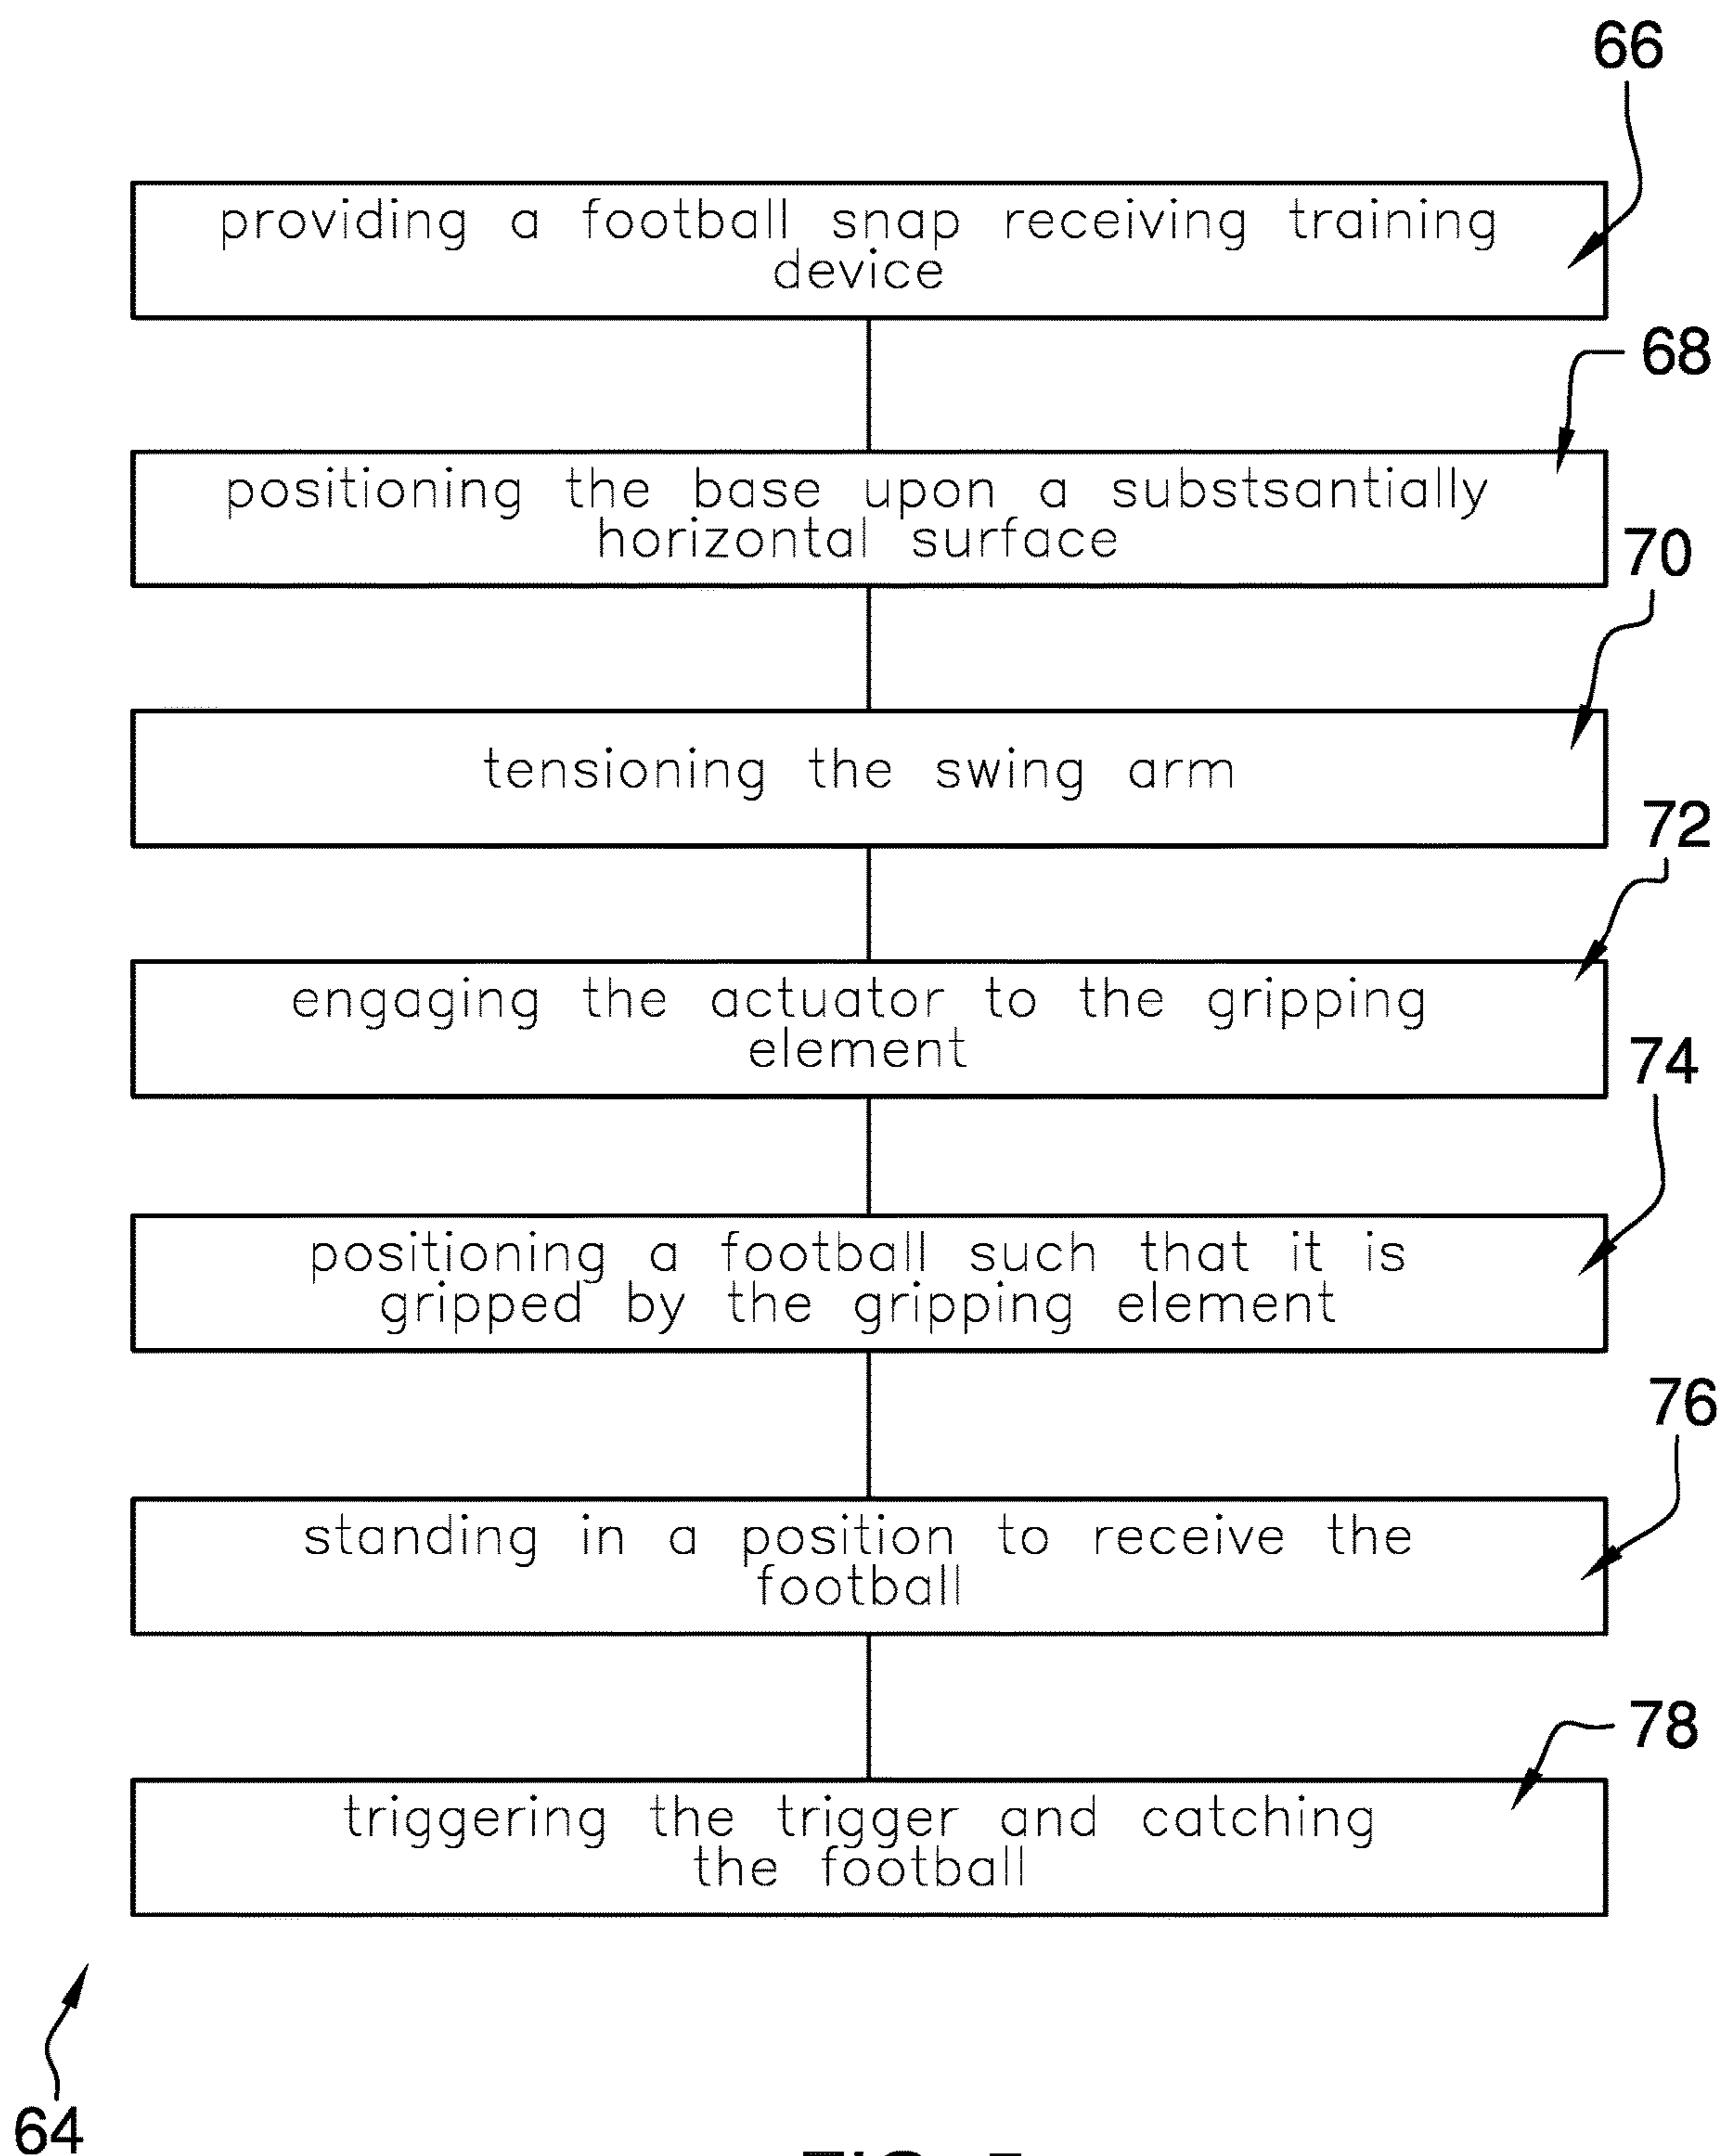 66
providing a football snap receiving training
device
68
positioning the base upon a substsantially
horizontal surface
70
tensioning the swing arm
72
engaging the actuator to the gripping
element
74
positioning a football such that it is
gripped by the gripping element
76
standing in a position to receive the
football
78
triggering the trigger and catching
the football
64